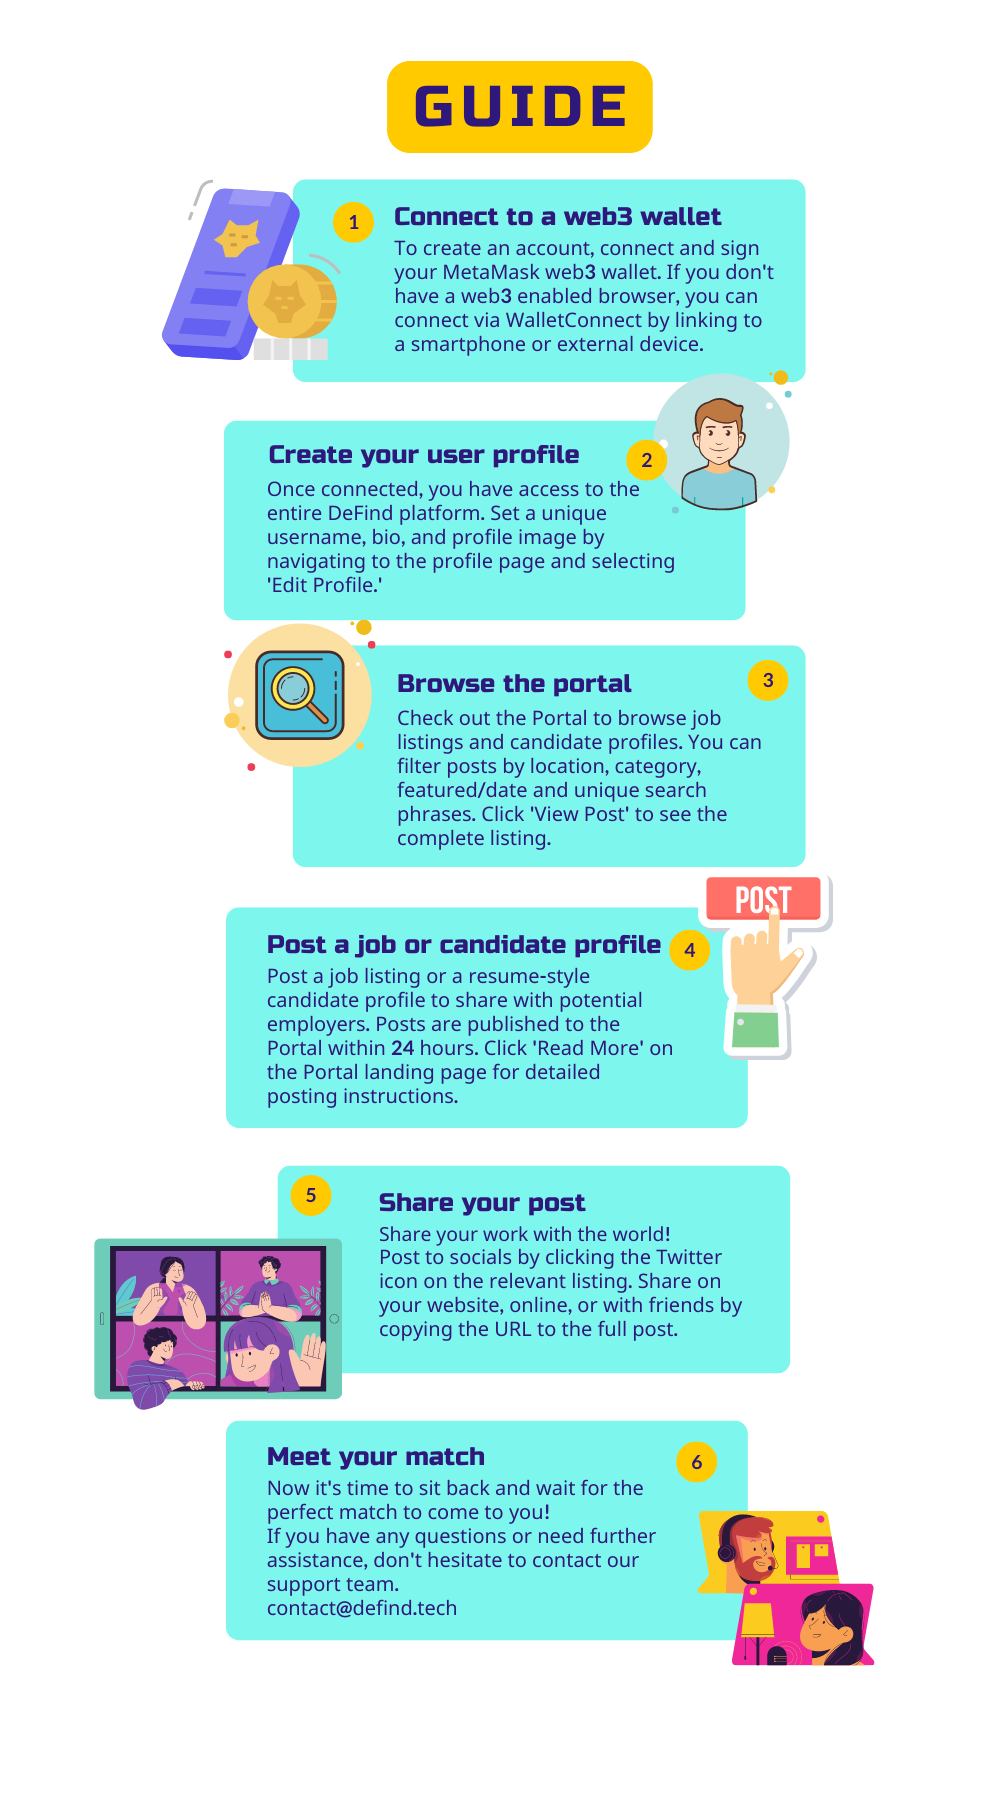 GUIDE
1
Connect to a web3 wallet
To create an account, connect and sign
your MetaMask web3 wallet. If you don't
have a web3 enabled browser, you can
connect via WalletConnect by linking to
a smartphone or external device.
2
Create your user profile
Once connected, you have access to the
entire DeFind platform. Set a unique
username, bio, and profile image by
navigating to the profile page and selecting
'Edit Profile.'
3
Browse the portal
Check out the Portal to browse job
listings and candidate profiles. You can
filter posts by location, category,
featured/date and unique search
phrases. Click 'View Post' to see the
complete listing.
POST
4
Post a job or candidate profile
Post a job listing or a resume-style
candidate profile to share with potential
employers. Posts are published to the
Portal within 24 hours. Click 'Read More' on
the Portal landing page for detailed
posting instructions.
5
Share your post
Share your work with the world!
Post to socials by clicking the Twitter
icon on the relevant listing. Share on
your website, online, or with friends by
copying the URL to the full post.
6
Meet your match
Now it's time to sit back and wait for the
perfect match to come to you!
If you have any questions or need further
assistance, don't hesitate to contact our
support team.
contact@defind.tech